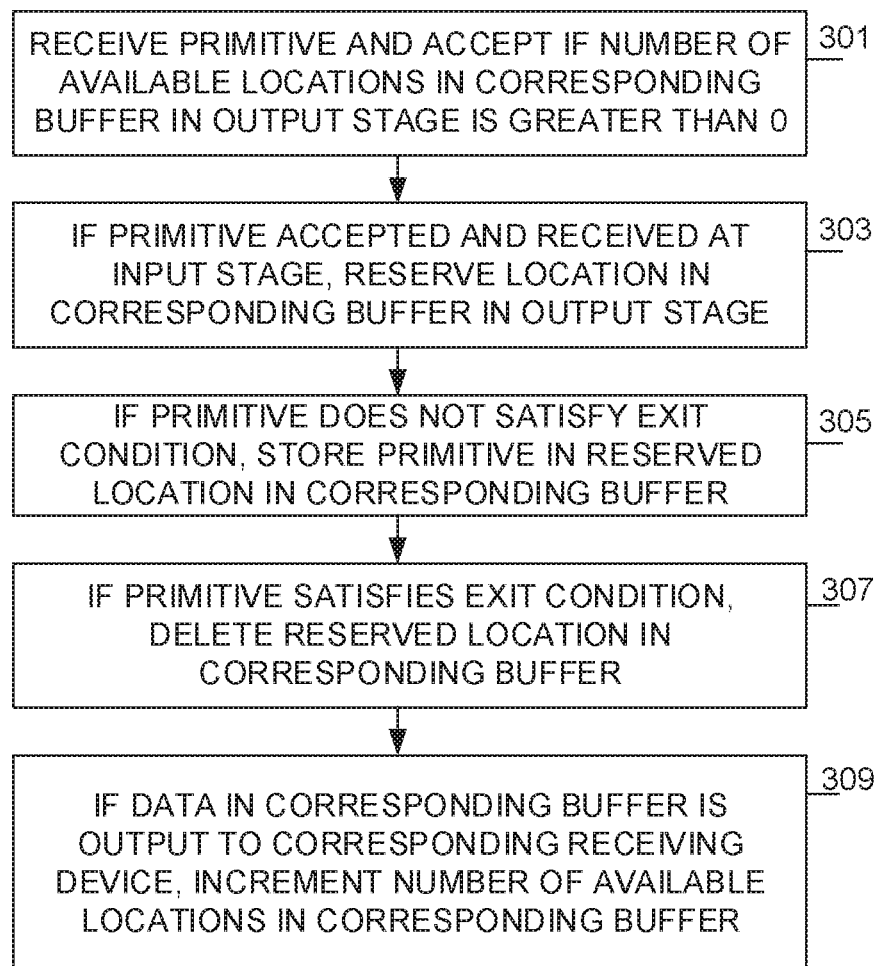 RECEIVE PRIMITIVE AND ACCEPT IF NUMBER OF
AVAILABLE LOCATIONS IN CORRESPONDING
BUFFER IN OUTPUT STAGE IS GREATER THAN 0
301
IF PRIMITIVE ACCEPTED AND RECEIVED AT
INPUT STAGE, RESERVE LOCATION IN
CORRESPONDING BUFFER IN OUTPUT STAGE
303
IF PRIMITIVE DOES NOT SATISFY EXIT
CONDITION, STORE PRIMITIVE IN RESERVED
LOCATION IN CORRESPONDING BUFFER
305
IF PRIMITIVE SATISFIES EXIT CONDITION,
DELETE RESERVED LOCATION IN
CORRESPONDING BUFFER
307
IF DATA IN CORRESPONDING BUFFER IS
OUTPUT TO CORRESPONDING RECEIVING
DEVICE, INCREMENT NUMBER OF AVAILABLE
LOCATIONS IN CORRESPONDING BUFFER
309